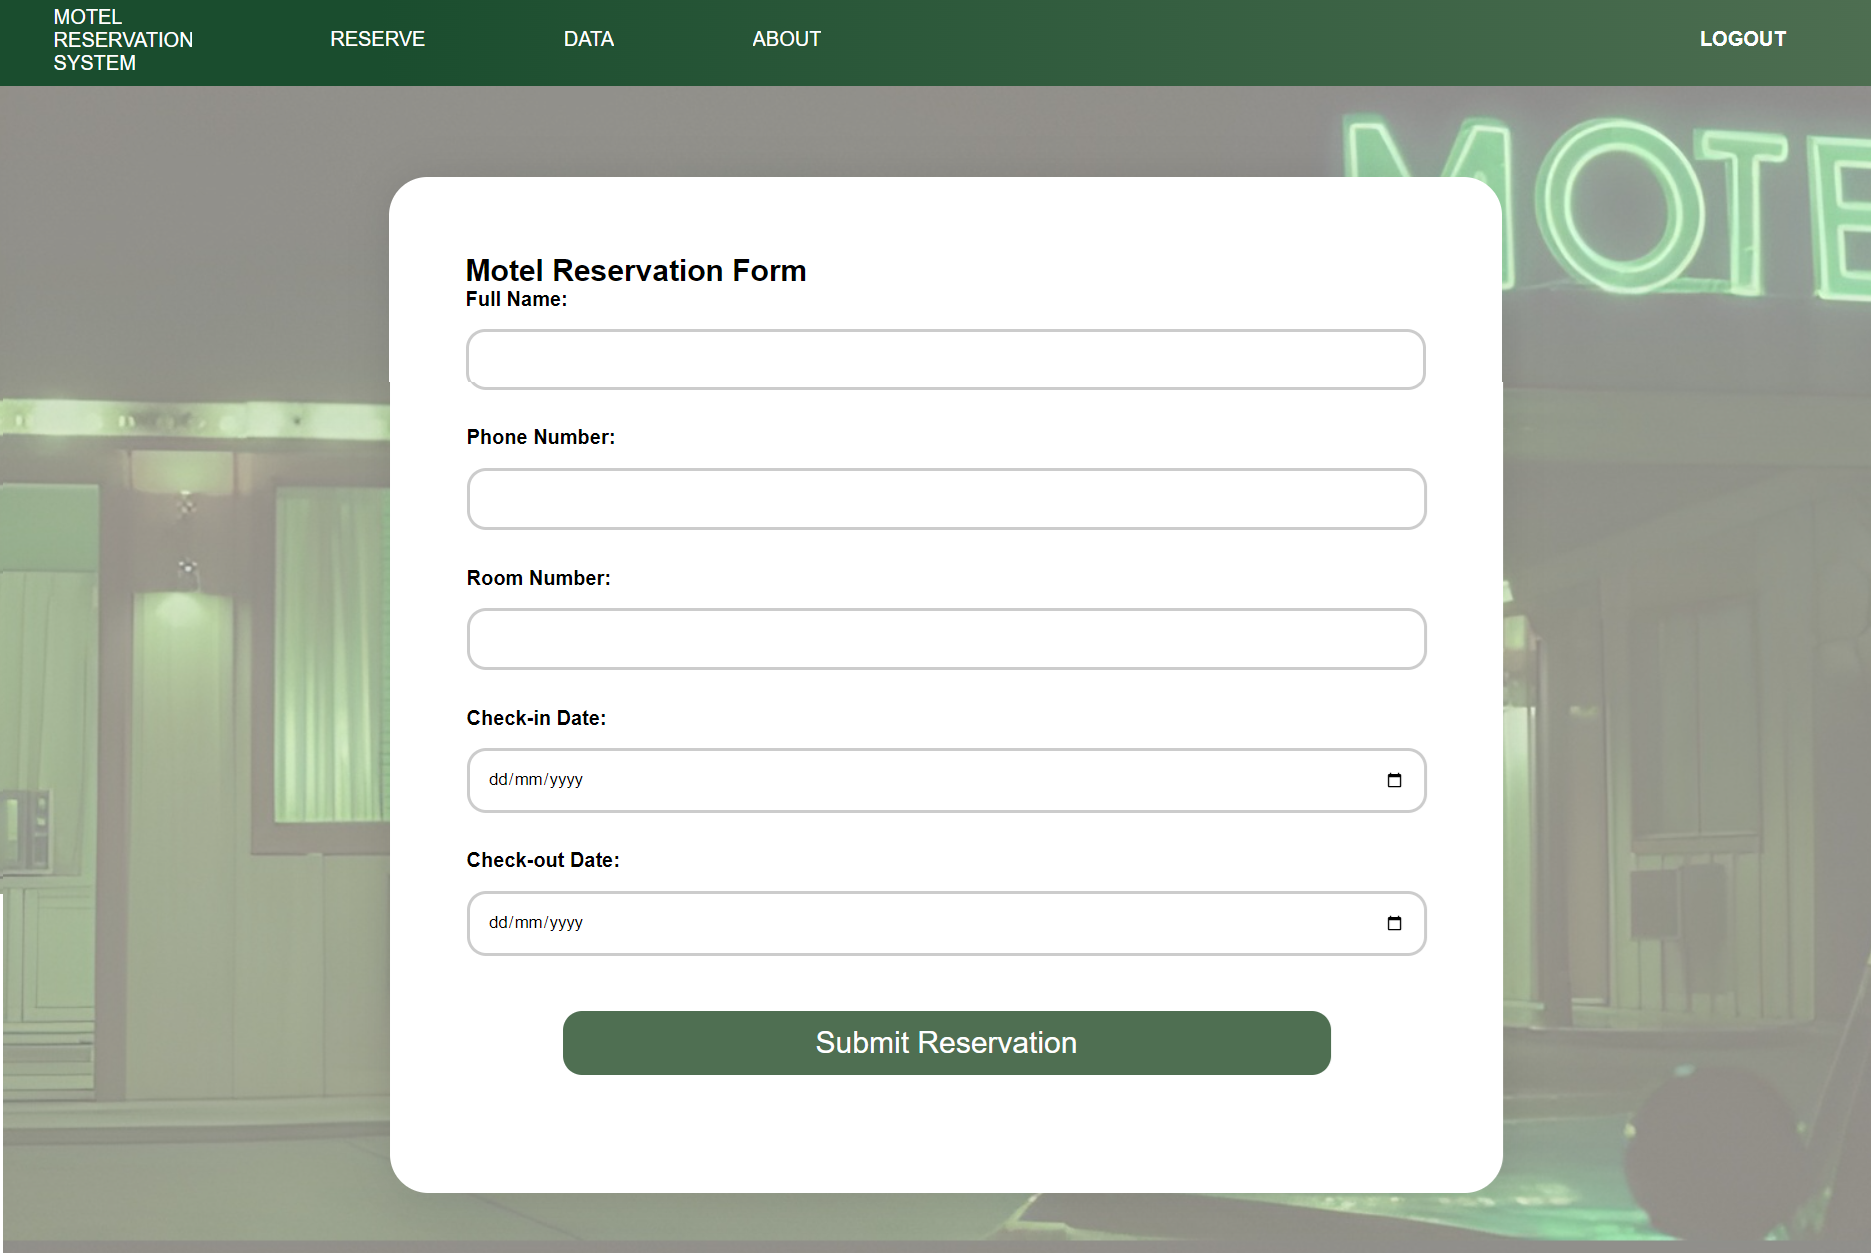 MOTEL
RESERVATION
SYSTEM
RESERVE
DATA
ABOUT
LOGOUT
MOTE
Motel Reservation Form
Full Name:
Phone Number:
Room Number:
Check-in Date:
dd/mm/yyyy
Check-out Date:
dd/mm/yyyy
Submit Reservation